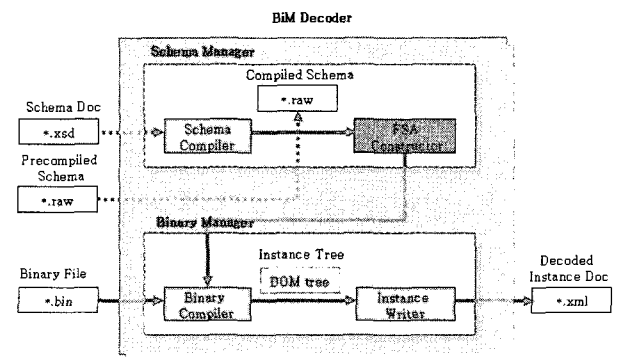 BiM Decoder
Schema Manager
Compiled Schema
*.raw
Schema Doc
*.xsd
Schema
Compiler
FSA
Constructor
Precompiled
Schema
*.raw
Binary Manager
Instance Tree
DOM tree
Binary File
*.bin
Binary
Compiler
Instance
Writer
Decoded
Instance Doc
*.xml